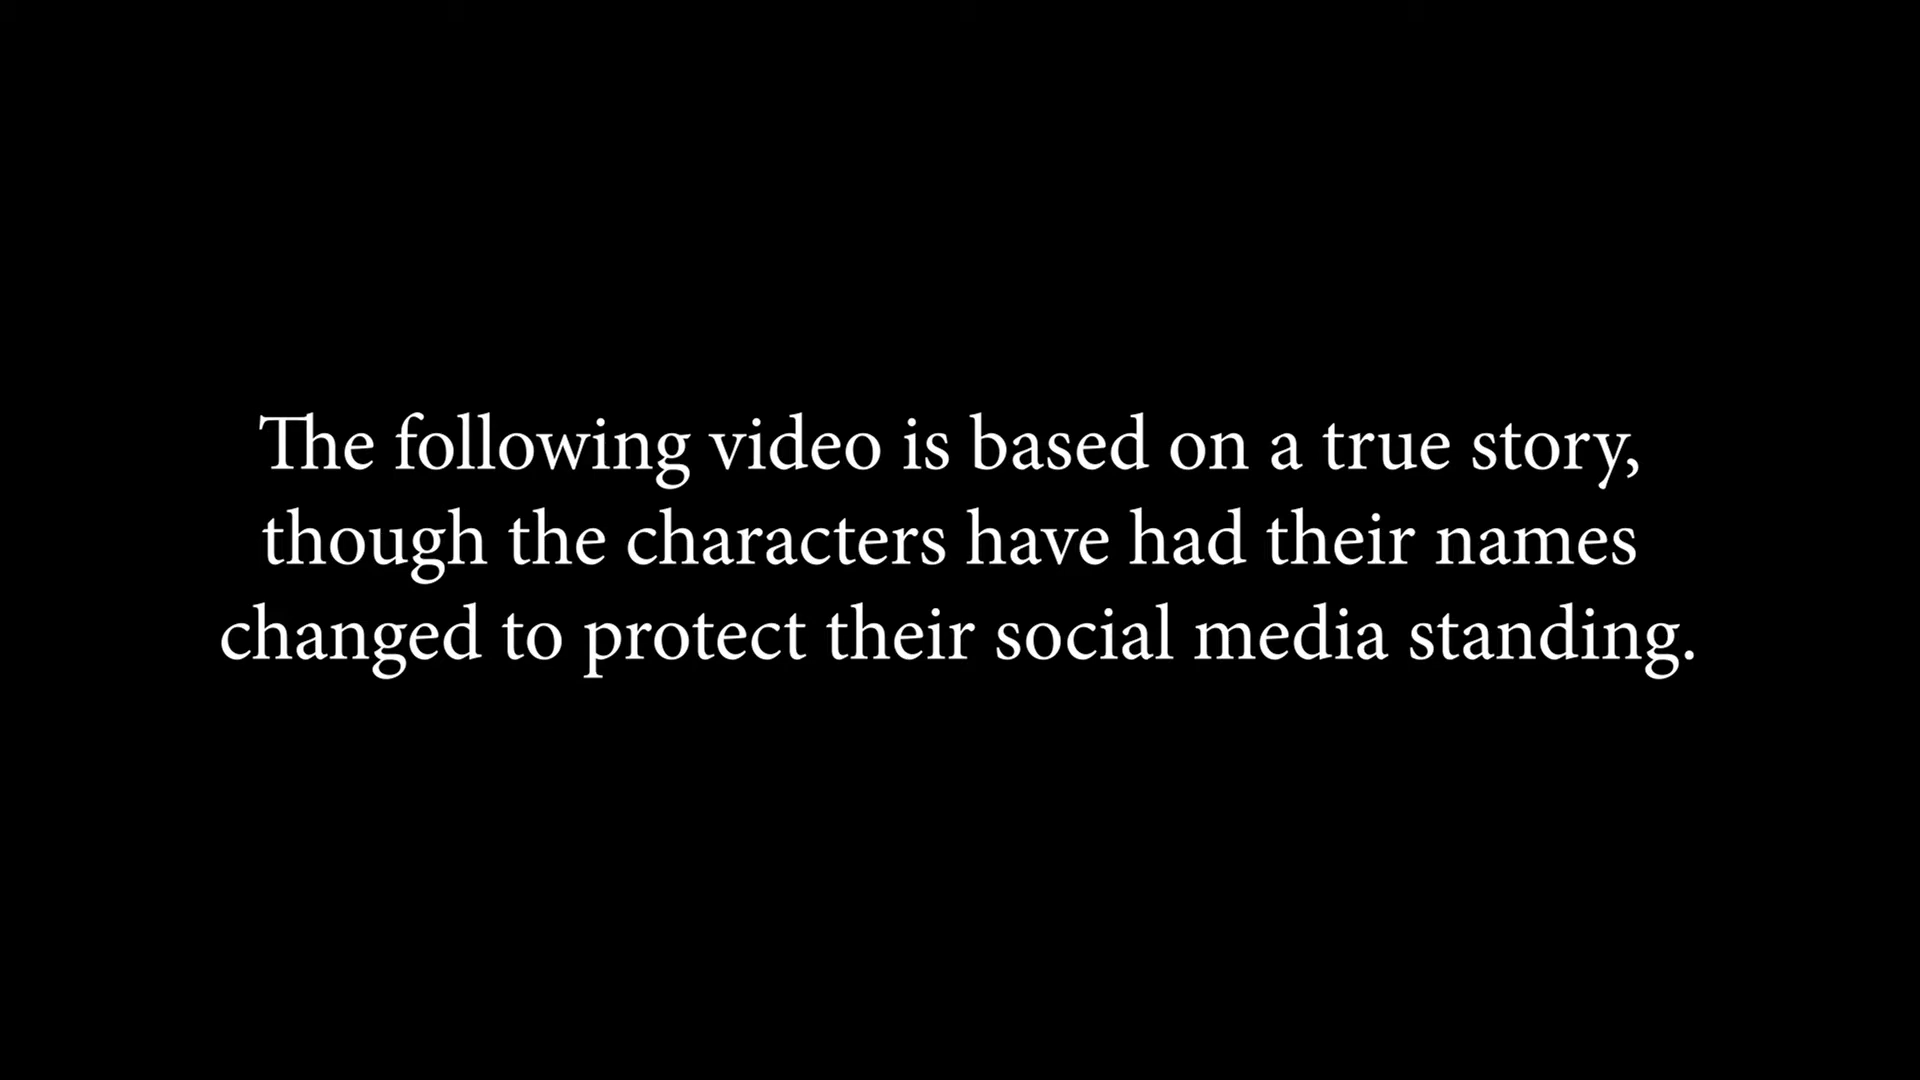 The following video is based on a true story,
though the characters have had their names
changed to protect their social media standing.